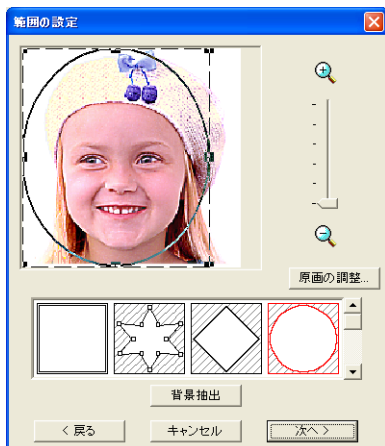 範囲の設定
原画の調整...
背景抽出
< 戻る
キャンセル
次へ >